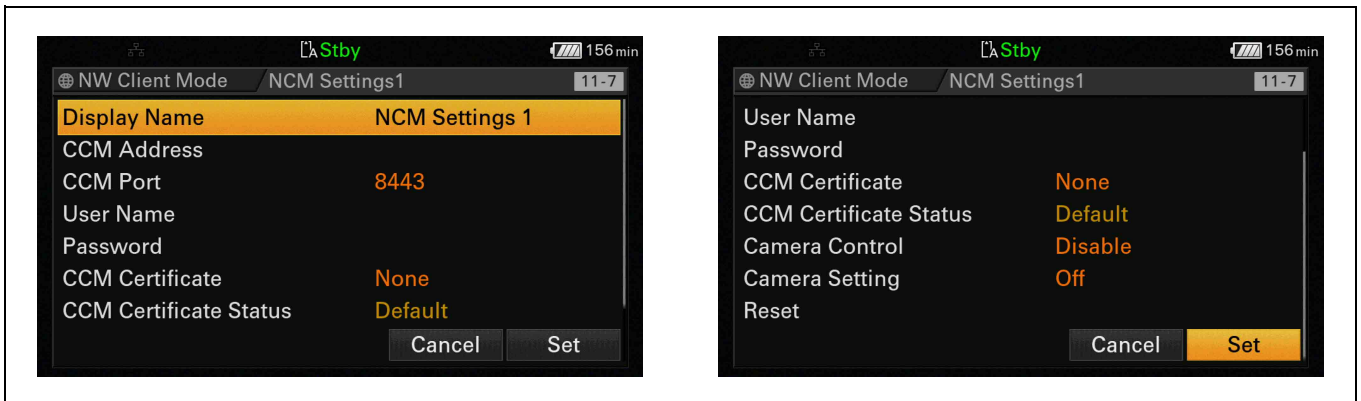 Stby 156 min
NW Client Mode NCM Settings1 11-7
Display Name NCM Settings 1
CCM Address
CCM Port 8443
User Name
Password
CCM Certificate None
CCM Certificate Status Default
Cancel Set
Stby 156 min
NW Client Mode NCM Settings1 11-7
User Name
Password
CCM Certificate None
CCM Certificate Status Default
Camera Control Disable
Camera Setting Off
Reset
Cancel Set